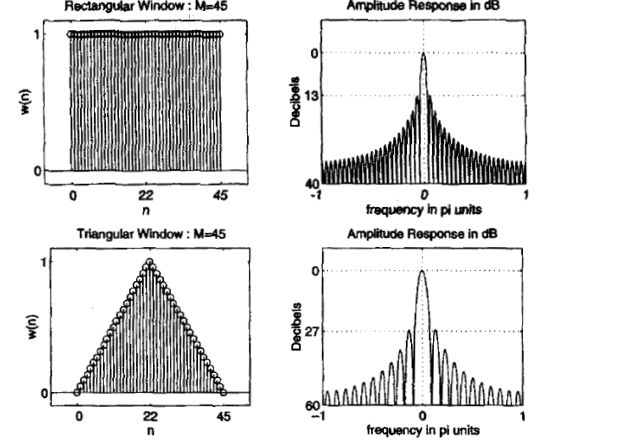 Rectangular Window : M=45
1
w(n)
0
0 22 45
n
Amplitude Response in dB
0
13
Decibels
40
-1 0 1
frequency in pi units
Triangular Window : M=45
1
w(n)
0
0 22 45
n
Amplitude Response in dB
0
27
Decibels
60
-1 0 1
frequency in pi units